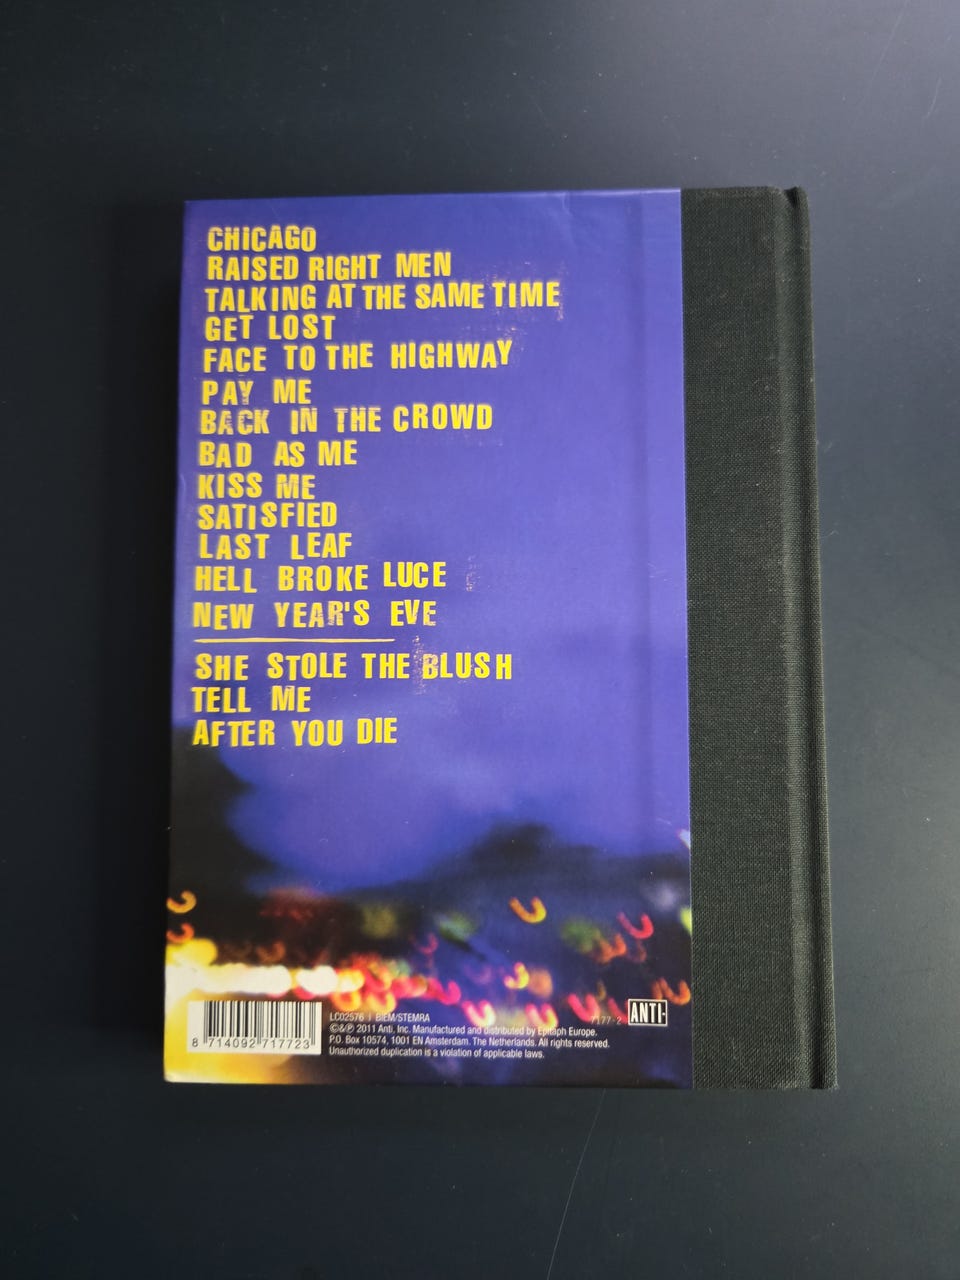 CHICAGO
RAISED RIGHT MEN
TALKING AT THE SAME TIME
GET LOST
FACE TO THE HIGHWAY
PAY ME
BACK IN THE CROWD
BAD AS ME
KISS ME
SATISFIED
LAST LEAF
HELL BROKE LUCE
NEW YEAR'S EVE
SHE STOLE THE BLUSH
TELL ME
AFTER YOU DIE
8 714092 717723
LC02576 | BIEM/STEMRA
©&℗ 2011 Anti, Inc. Manufactured and distributed by Epitaph Europe.
P.O. Box 10574, 1001 EN Amsterdam. The Netherlands. All rights reserved.
Unauthorized duplication is a violation of applicable laws.
7177-2
ANTI-